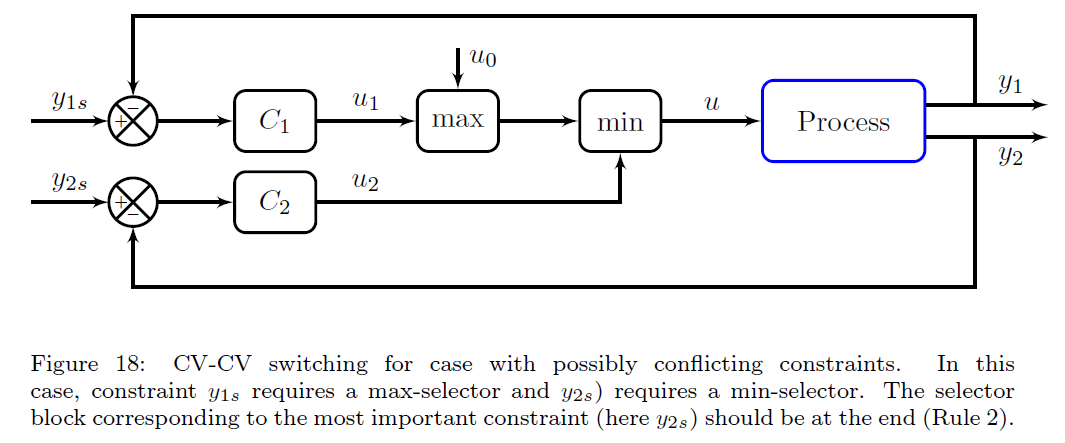 u₀
y₁ₛ
+
−
C₁
u₁
max
min
u
Process
y₁
y₂
y₂ₛ
+
−
C₂
u₂
Figure 18: CV-CV switching for case with possibly conflicting constraints. In this
case, constraint y₁ₛ requires a max-selector and y₂ₛ) requires a min-selector. The selector
block corresponding to the most important constraint (here y₂ₛ) should be at the end (Rule 2).